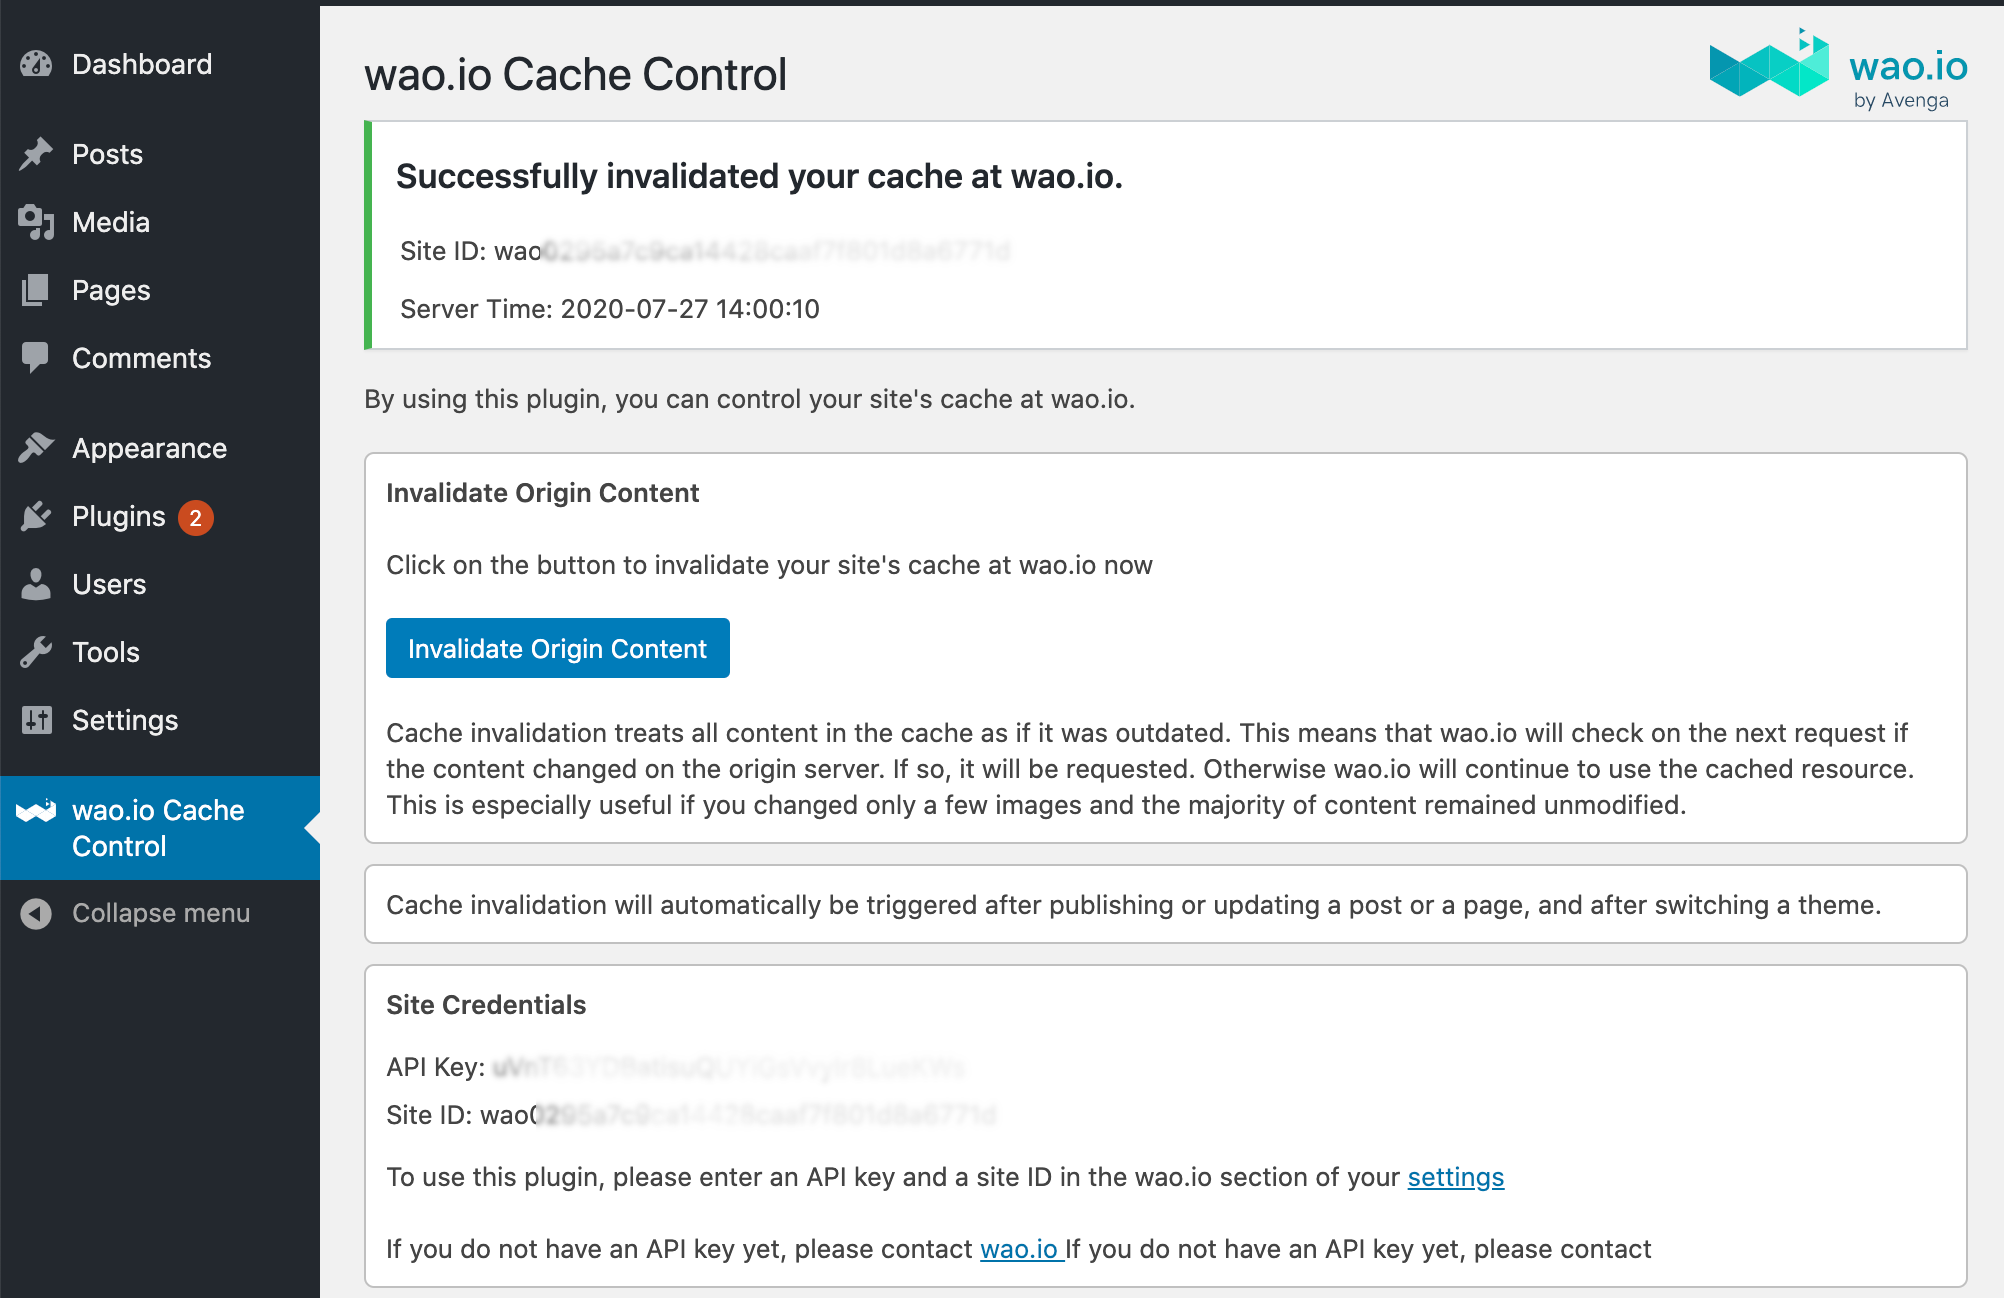 Dashboard
Posts
Media
Pages
Comments
Appearance
Plugins 2
Users
Tools
Settings
wao.io Cache
Control
Collapse menu
wao.io Cache Control
wao.io
by Avenga
Successfully invalidated your cache at wao.io.
Site ID: wao
Server Time: 2020-07-27 14:00:10
By using this plugin, you can control your site's cache at wao.io.
Invalidate Origin Content
Click on the button to invalidate your site's cache at wao.io now
Invalidate Origin Content
Cache invalidation treats all content in the cache as if it was outdated. This means that wao.io will check on the next request if
the content changed on the origin server. If so, it will be requested. Otherwise wao.io will continue to use the cached resource.
This is especially useful if you changed only a few images and the majority of content remained unmodified.
Cache invalidation will automatically be triggered after publishing or updating a post or a page, and after switching a theme.
Site Credentials
API Key:
Site ID: wao
To use this plugin, please enter an API key and a site ID in the wao.io section of your settings
If you do not have an API key yet, please contact wao.io If you do not have an API key yet, please contact